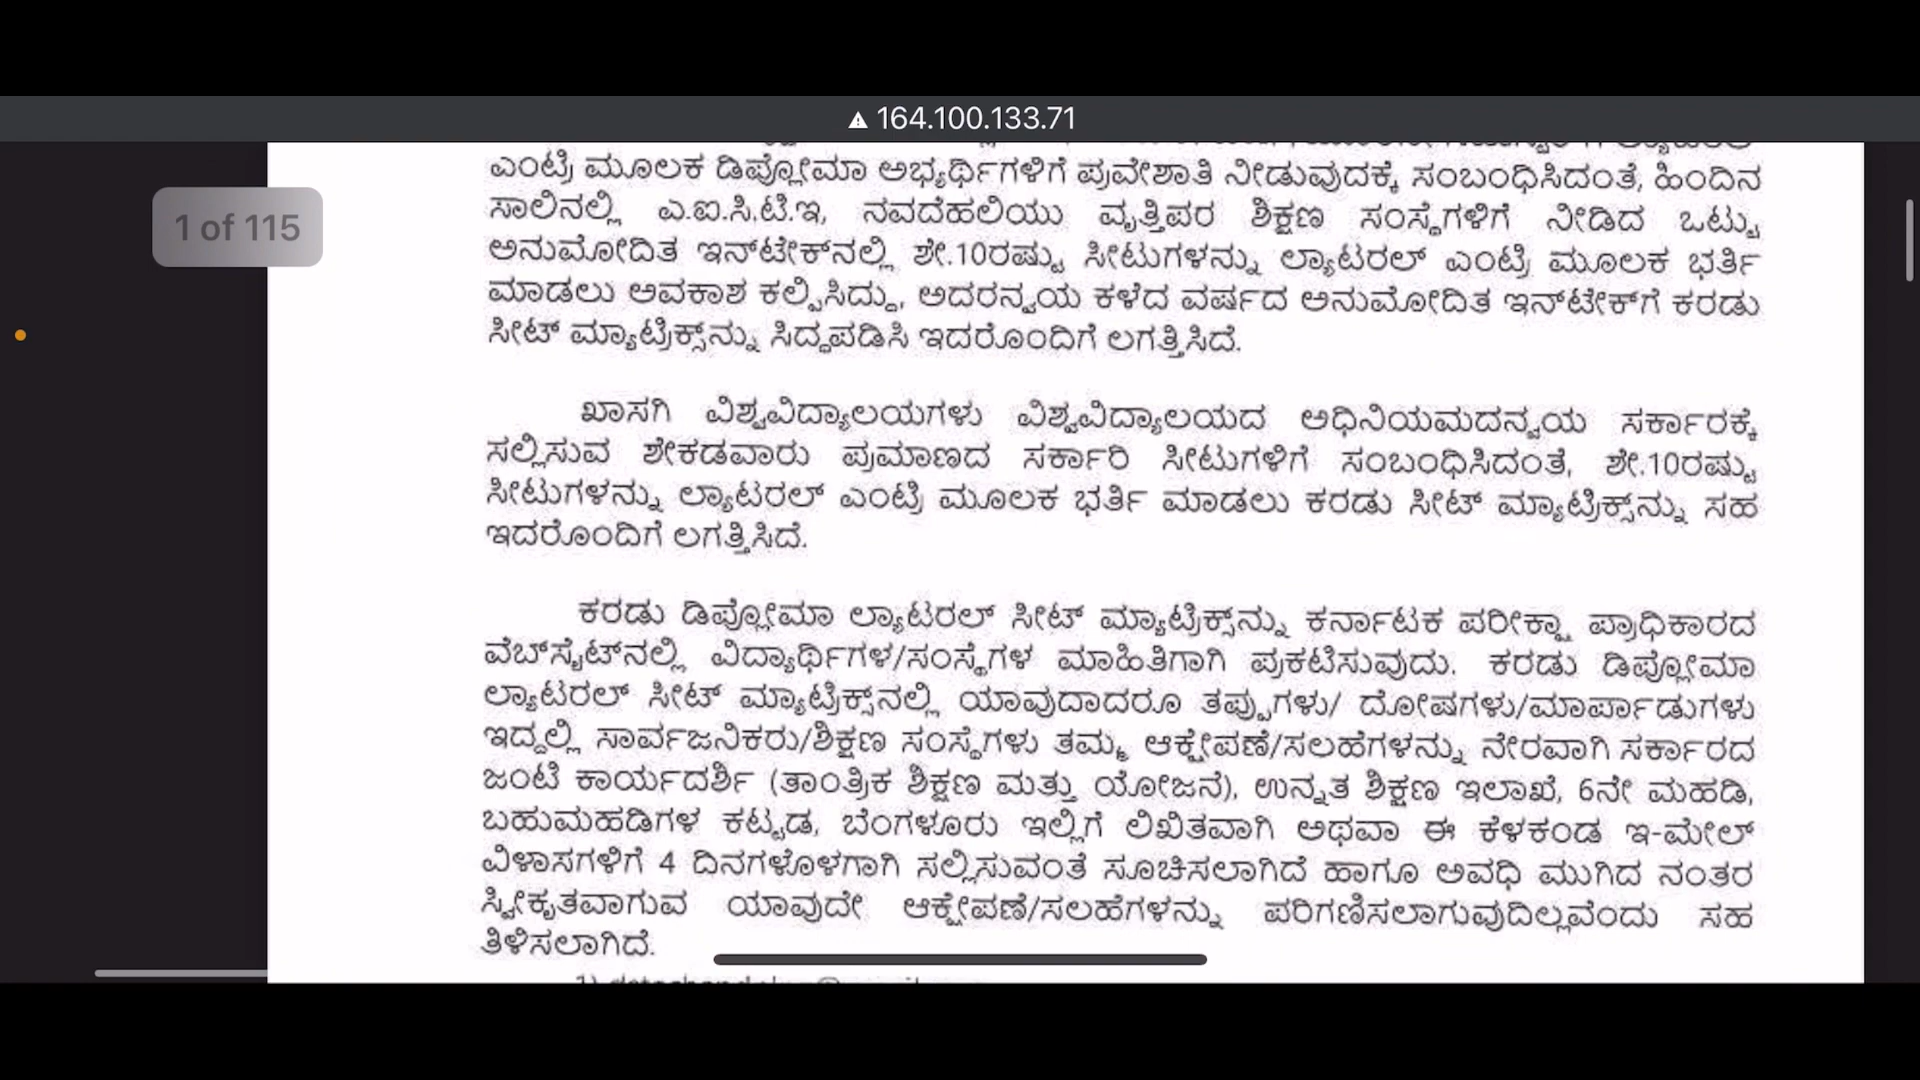 164.100.133.71
1 of 115
ಎಂಟ್ರಿ ಮೂಲಕ ಡಿಪ್ಲೋಮಾ ಅಭ್ಯರ್ಥಿಗಳಿಗೆ ಪ್ರವೇಶಾತಿ ನೀಡುವುದಕ್ಕೆ ಸಂಬಂಧಿಸಿದಂತೆ, ಹಿಂದಿನ
ಸಾಲಿನಲ್ಲಿ ಎ.ಐ.ಸಿ.ಟಿ.ಇ, ನವದೆಹಲಿಯು ವೃತ್ತಿಪರ ಶಿಕ್ಷಣ ಸಂಸ್ಥೆಗಳಿಗೆ ನೀಡಿದ ಒಟ್ಟು
ಅನುಮೋದಿತ ಇನ್‌ಟೇಕ್‌ನಲ್ಲಿ ಶೇ.10ರಷ್ಟು ಸೀಟುಗಳನ್ನು ಲ್ಯಾಟರಲ್ ಎಂಟ್ರಿ ಮೂಲಕ ಭರ್ತಿ
ಮಾಡಲು ಅವಕಾಶ ಕಲ್ಪಿಸಿದ್ದು, ಅದರನ್ವಯ ಕಳೆದ ವರ್ಷದ ಅನುಮೋದಿತ ಇನ್‌ಟೇಕ್‌ಗೆ ಕರಡು
ಸೀಟ್ ಮ್ಯಾಟ್ರಿಕ್ಸ್‌ನ್ನು ಸಿದ್ಧಪಡಿಸಿ ಇದರೊಂದಿಗೆ ಲಗತ್ತಿಸಿದೆ.
ಖಾಸಗಿ ವಿಶ್ವವಿದ್ಯಾಲಯಗಳು ವಿಶ್ವವಿದ್ಯಾಲಯದ ಅಧಿನಿಯಮದನ್ವಯ ಸರ್ಕಾರಕ್ಕೆ
ಸಲ್ಲಿಸುವ ಶೇಕಡವಾರು ಪ್ರಮಾಣದ ಸರ್ಕಾರಿ ಸೀಟುಗಳಿಗೆ ಸಂಬಂಧಿಸಿದಂತೆ, ಶೇ.10ರಷ್ಟು
ಸೀಟುಗಳನ್ನು ಲ್ಯಾಟರಲ್ ಎಂಟ್ರಿ ಮೂಲಕ ಭರ್ತಿ ಮಾಡಲು ಕರಡು ಸೀಟ್ ಮ್ಯಾಟ್ರಿಕ್ಸ್‌ನ್ನು ಸಹ
ಇದರೊಂದಿಗೆ ಲಗತ್ತಿಸಿದೆ.
ಕರಡು ಡಿಪ್ಲೋಮಾ ಲ್ಯಾಟರಲ್ ಸೀಟ್ ಮ್ಯಾಟ್ರಿಕ್ಸ್‌ನ್ನು ಕರ್ನಾಟಕ ಪರೀಕ್ಷಾ ಪ್ರಾಧಿಕಾರದ
ವೆಬ್‌ಸೈಟ್‌ನಲ್ಲಿ ವಿದ್ಯಾರ್ಥಿಗಳ/ಸಂಸ್ಥೆಗಳ ಮಾಹಿತಿಗಾಗಿ ಪ್ರಕಟಿಸುವುದು. ಕರಡು ಡಿಪ್ಲೋಮಾ
ಲ್ಯಾಟರಲ್ ಸೀಟ್ ಮ್ಯಾಟ್ರಿಕ್ಸ್‌ನಲ್ಲಿ ಯಾವುದಾದರೂ ತಪ್ಪುಗಳು/ ದೋಷಗಳು/ಮಾರ್ಪಾಡುಗಳು
ಇದ್ದಲ್ಲಿ ಸಾರ್ವಜನಿಕರು/ಶಿಕ್ಷಣ ಸಂಸ್ಥೆಗಳು ತಮ್ಮ ಆಕ್ಷೇಪಣೆ/ಸಲಹೆಗಳನ್ನು ನೇರವಾಗಿ ಸರ್ಕಾರದ
ಜಂಟಿ ಕಾರ್ಯದರ್ಶಿ (ತಾಂತ್ರಿಕ ಶಿಕ್ಷಣ ಮತ್ತು ಯೋಜನೆ), ಉನ್ನತ ಶಿಕ್ಷಣ ಇಲಾಖೆ, 6ನೇ ಮಹಡಿ,
ಬಹುಮಹಡಿಗಳ ಕಟ್ಟಡ, ಬೆಂಗಳೂರು ಇಲ್ಲಿಗೆ ಲಿಖಿತವಾಗಿ ಅಥವಾ ಈ ಕೆಳಕಂಡ ಇ-ಮೇಲ್
ವಿಳಾಸಗಳಿಗೆ 4 ದಿನಗಳೊಳಗಾಗಿ ಸಲ್ಲಿಸುವಂತೆ ಸೂಚಿಸಲಾಗಿದೆ ಹಾಗೂ ಅವಧಿ ಮುಗಿದ ನಂತರ
ಸ್ವೀಕೃತವಾಗುವ ಯಾವುದೇ ಆಕ್ಷೇಪಣೆ/ಸಲಹೆಗಳನ್ನು ಪರಿಗಣಿಸಲಾಗುವುದಿಲ್ಲವೆಂದು ಸಹ
ತಿಳಿಸಲಾಗಿದೆ.